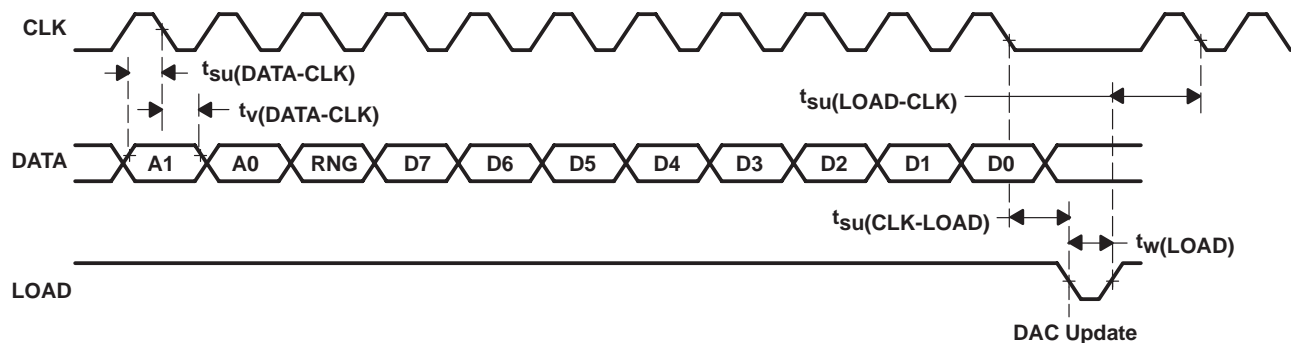 CLK
tsu(DATA-CLK)
tv(DATA-CLK)
tsu(LOAD-CLK)
DATA A1 A0 RNG D7 D6 D5 D4 D3 D2 D1 D0
tsu(CLK-LOAD)
tw(LOAD)
LOAD
DAC Update